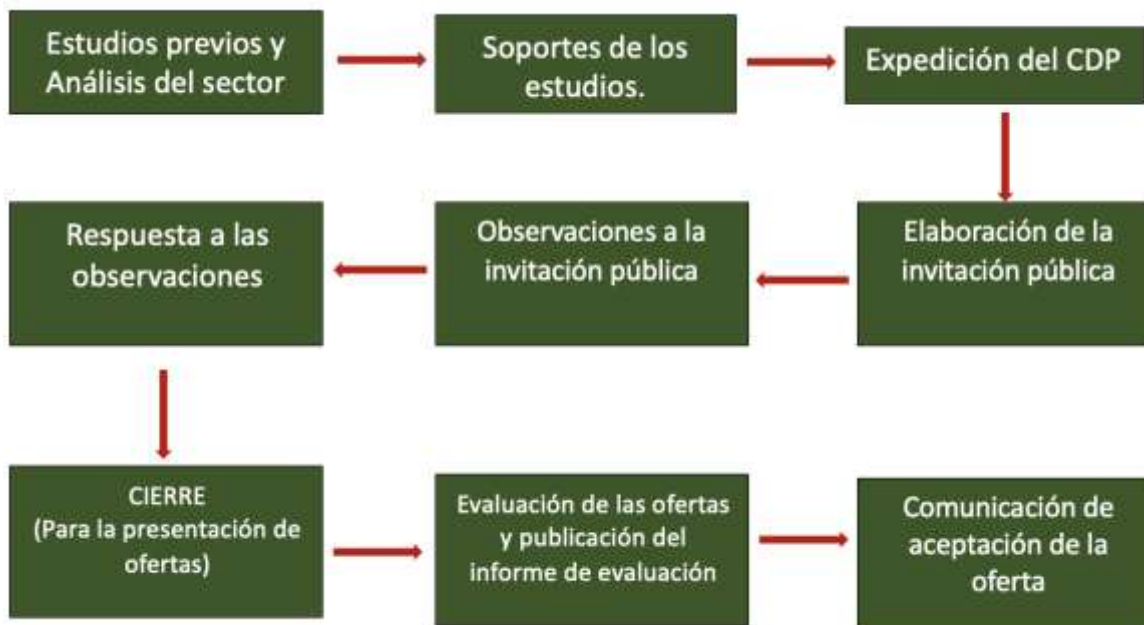 Estudios previos y
Análisis del sector
Soportes de los
estudios.
Expedición del CDP
Elaboración de la
invitación pública
Observaciones a la
invitación pública
Respuesta a las
observaciones
CIERRE
(Para la presentación de
ofertas)
Evaluación de las ofertas
y publicación del
informe de evaluación
Comunicación de
aceptación de la
oferta